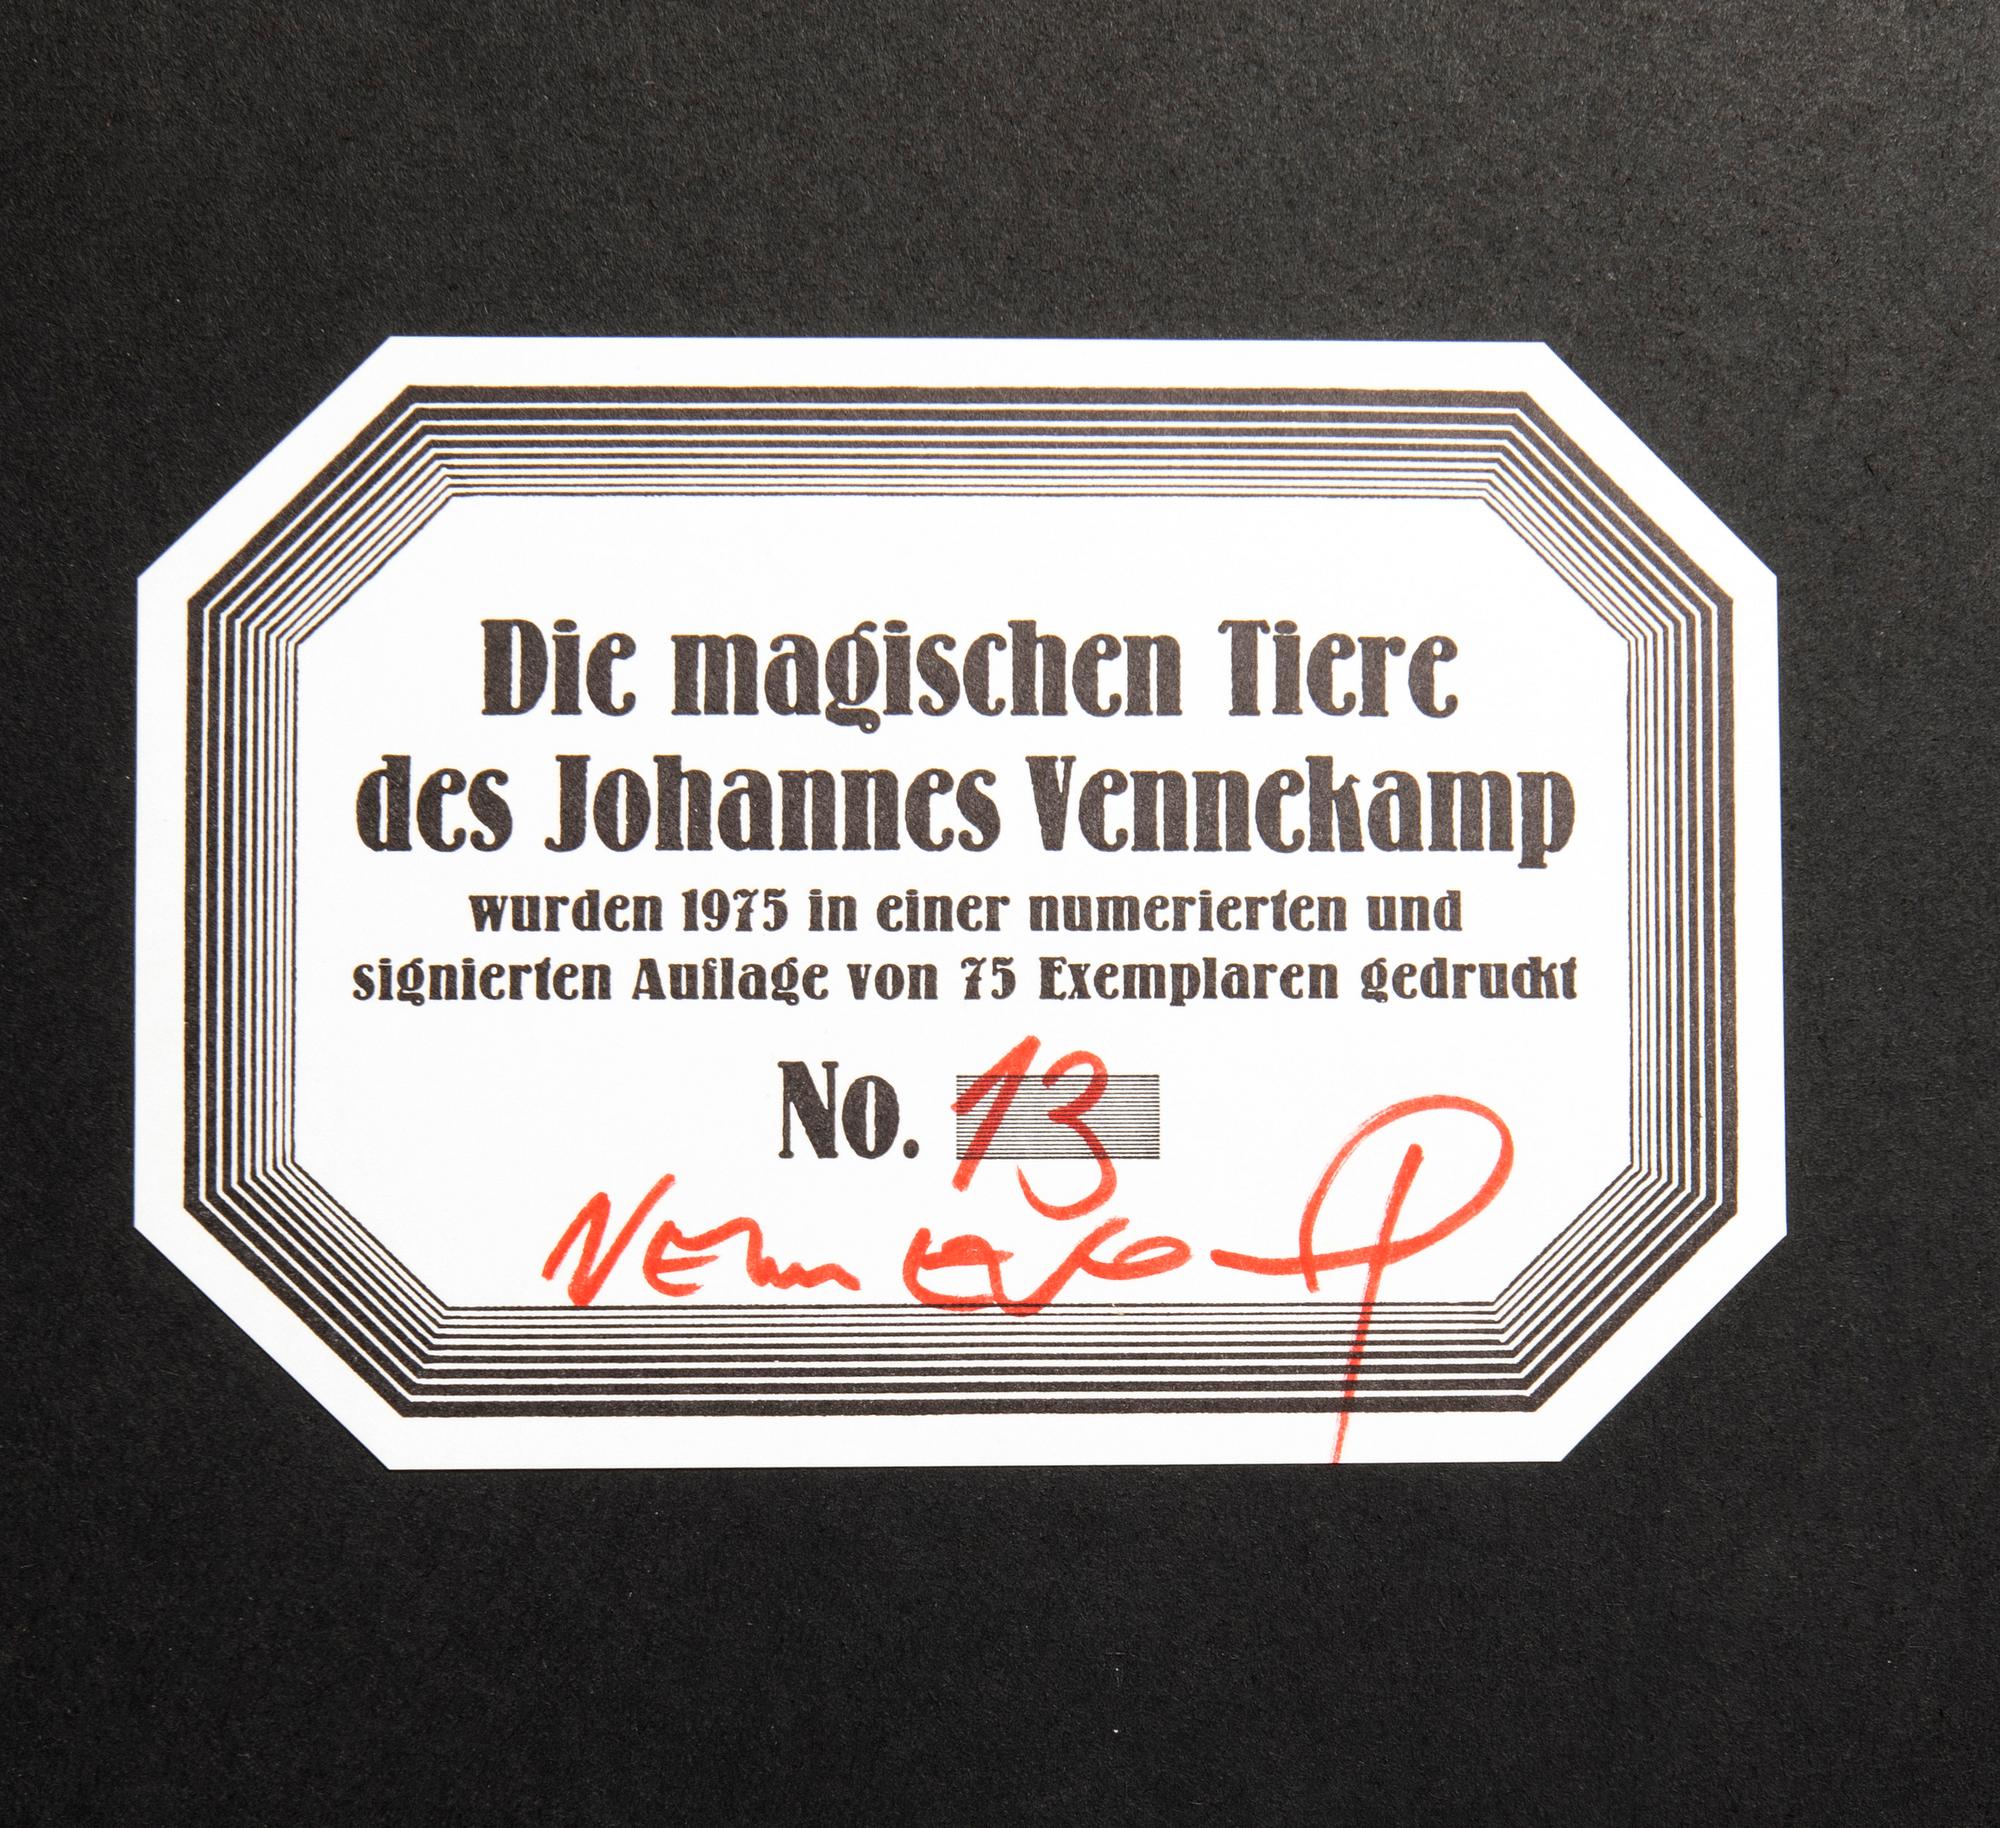 Die magischen Tiere
des Johannes Vennekamp
wurden 1975 in einer numerierten und
signierten Auflage von 75 Exemplaren gedruckt
No. 13